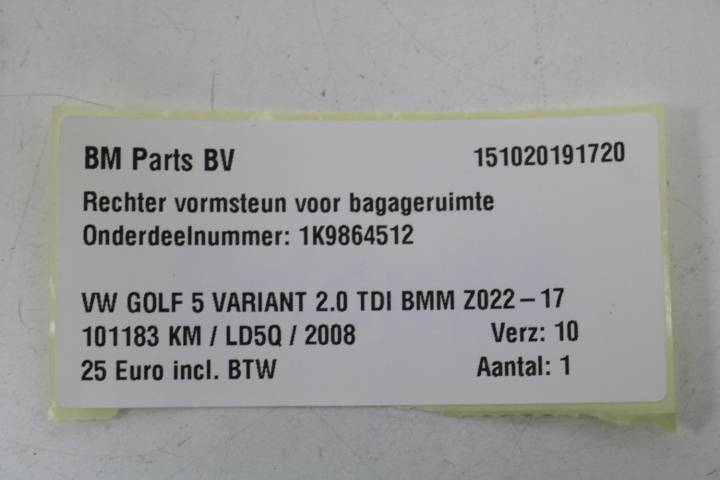 BM Parts BV 151020191720
Rechter vormsteun voor bagageruimte
Onderdeelnummer: 1K9864512
VW GOLF 5 VARIANT 2.0 TDI BMM Z022-17
101183 KM / LD5Q / 2008 Verz: 10
25 Euro incl. BTW Aantal: 1